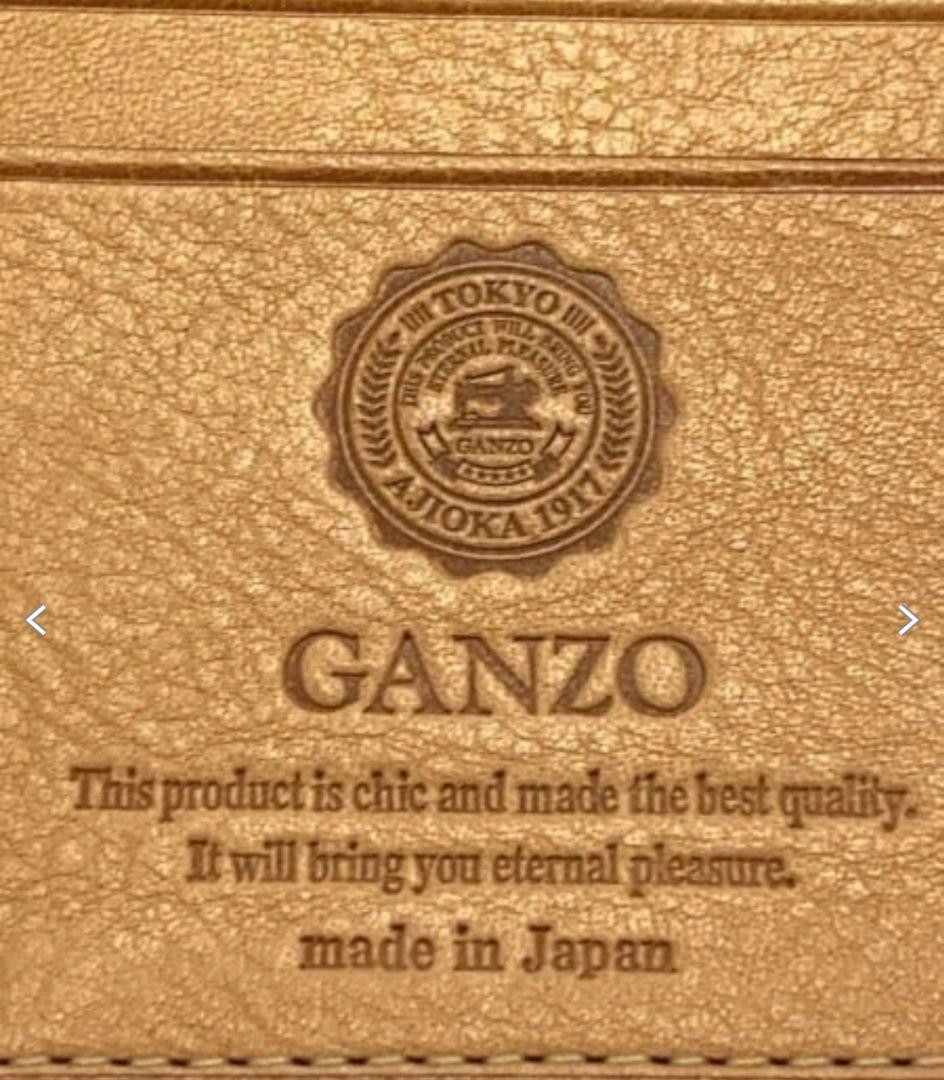 TOKYO
THIS PRODUCT WILL BRING YOU
ETERNAL PLEASURE
GANZO
AJIOKA 1917
GANZO
This product is chic and made the best quality.
It will bring you eternal pleasure.
made in Japan